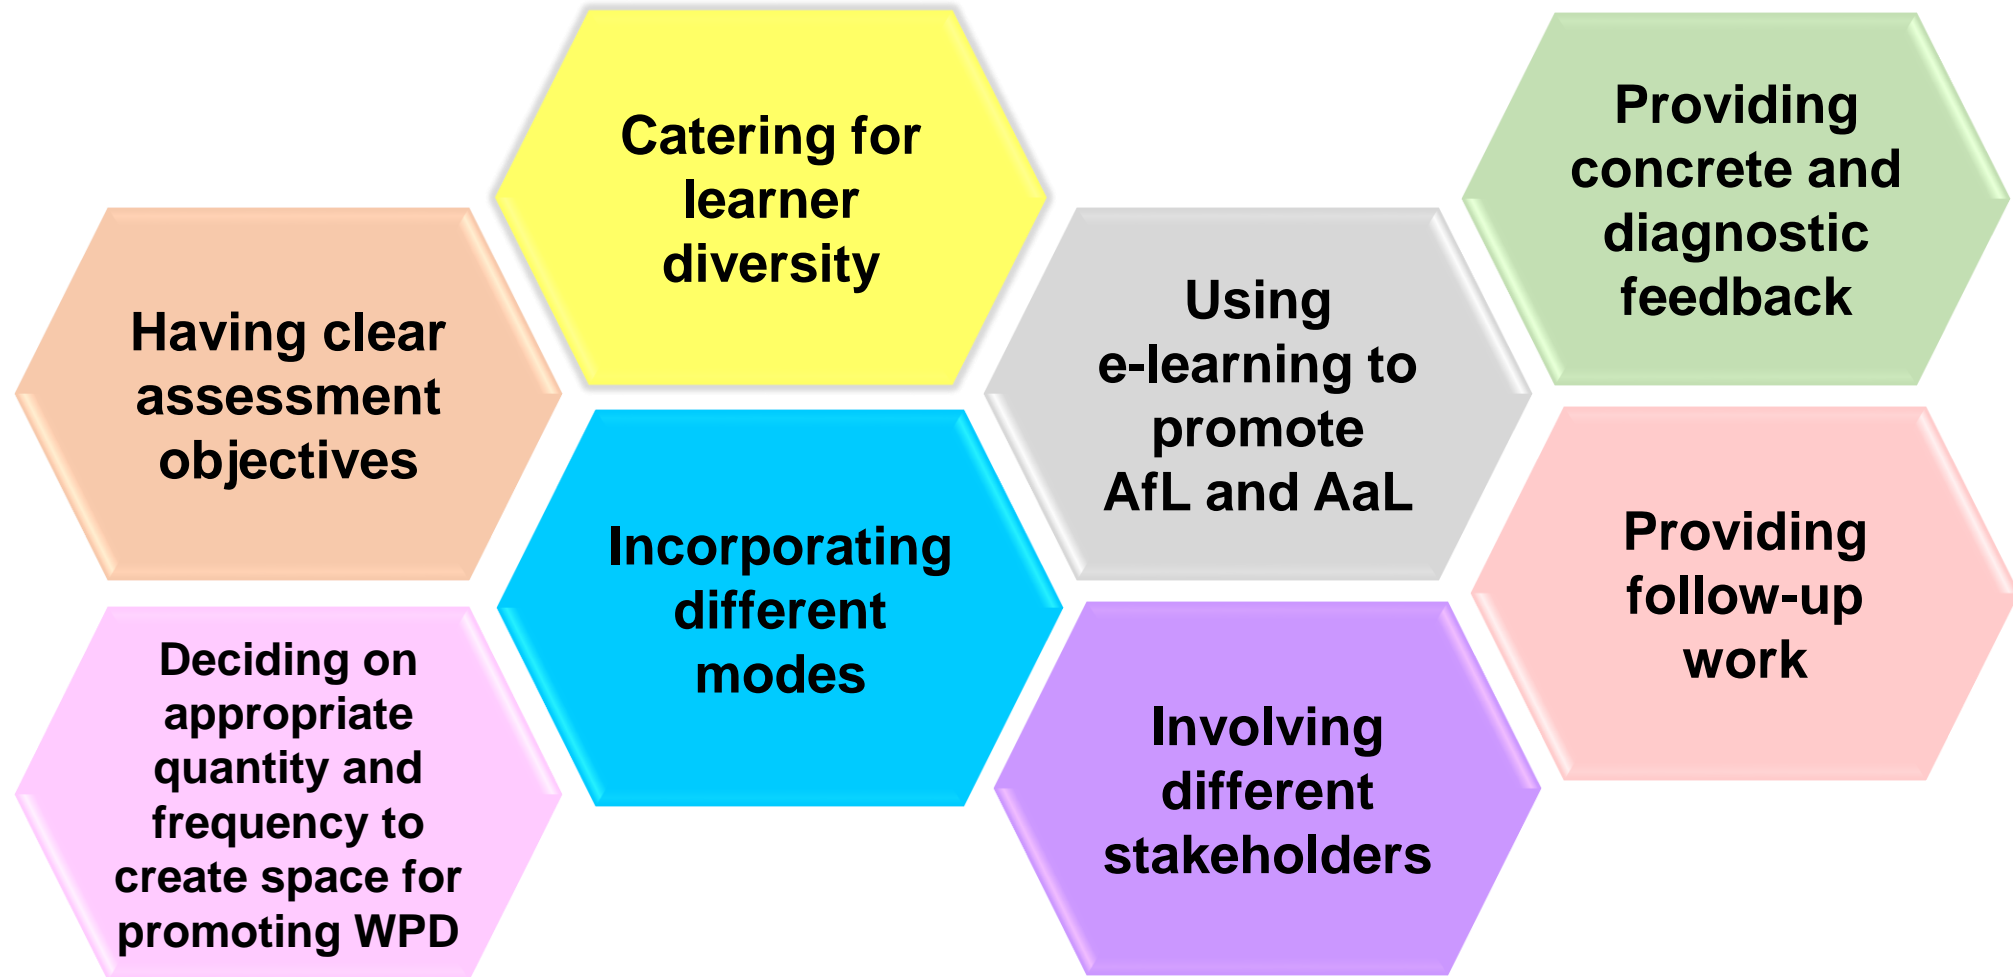 Having clear
assessment
objectives
Deciding on
appropriate
quantity and
frequency to
create space for
promoting WPD
Catering for
learner
diversity
Incorporating
different
modes
Using
e-learning to
promote
AfL and AaL
Involving
different
stakeholders
Providing
concrete and
diagnostic
feedback
Providing
follow-up
work